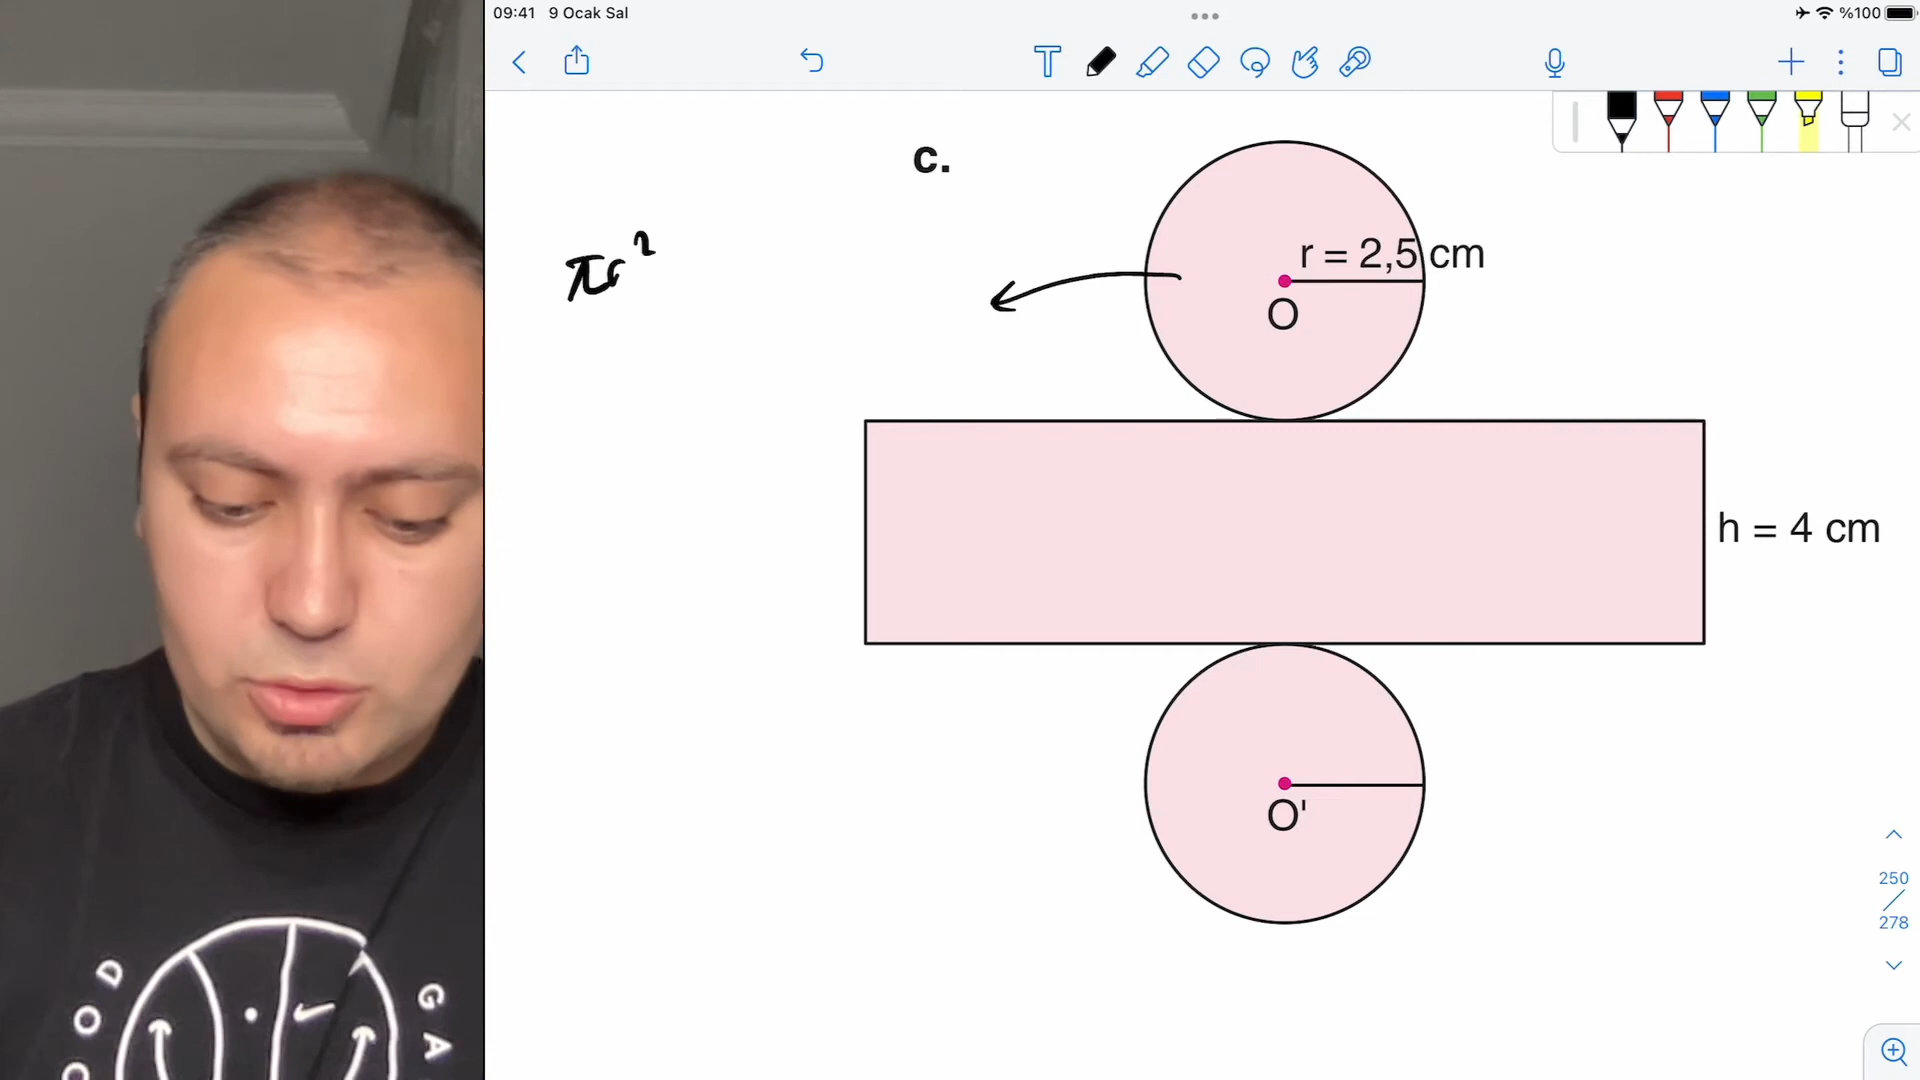 09:41 9 Ocak Sal
%100
c.
πr²
r = 2,5 cm
O
h = 4 cm
O'
250
278
D
O
G
A